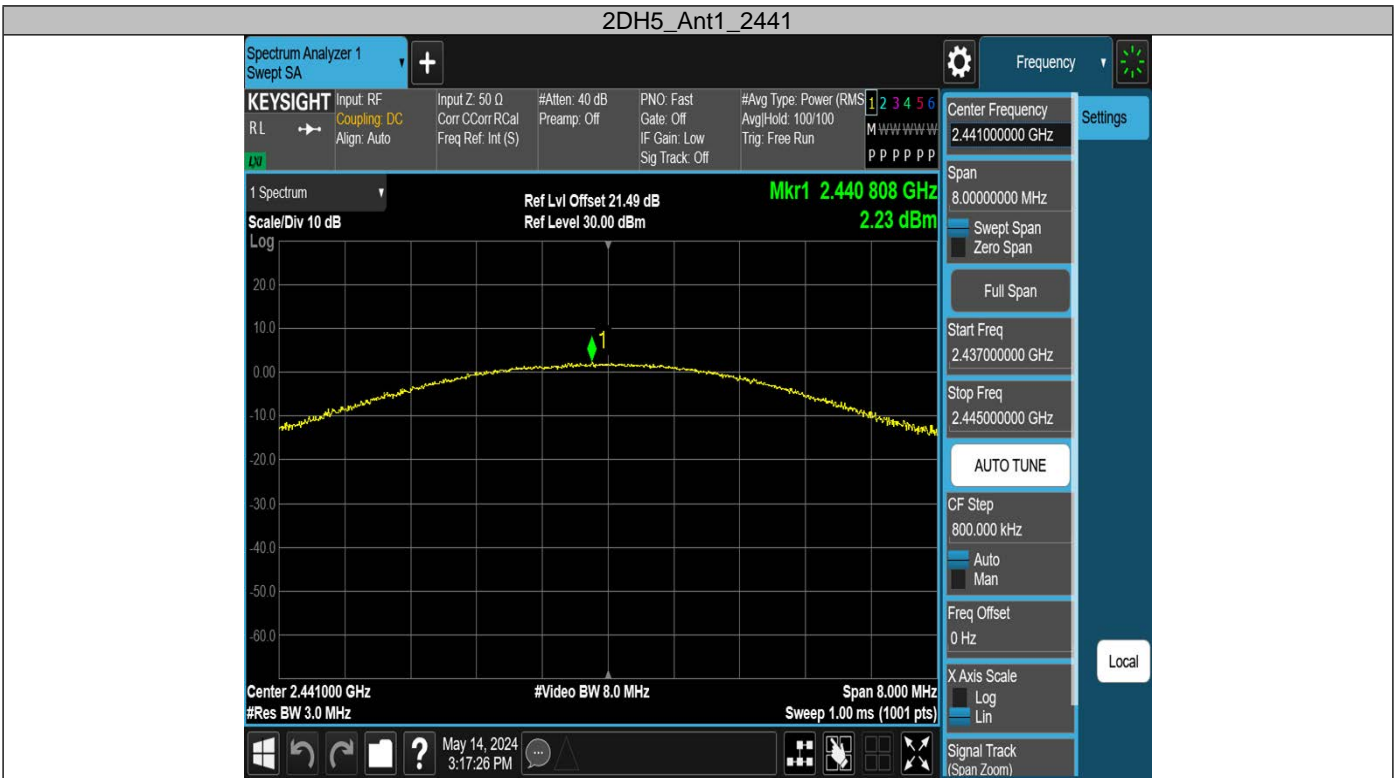 2DH5_Ant1_2441
Spectrum Analyzer 1
Swept SA
+
Frequency
KEYSIGHT
RL
LXI
Input: RF
Coupling: DC
Align: Auto
Input Z: 50 Ω
Corr CCorr RCal
Freq Ref: Int (S)
#Atten: 40 dB
Preamp: Off
PNO: Fast
Gate: Off
IF Gain: Low
Sig Track: Off
#Avg Type: Power (RMS
Avg|Hold: 100/100
Trig: Free Run
1 2 3 4 5 6
M W W W W W
P P P P P P
1 Spectrum
Scale/Div 10 dB
Log
Ref Lvl Offset 21.49 dB
Ref Level 30.00 dBm
Mkr1 2.440 808 GHz
2.23 dBm
20.0
10.0
0.00
-10.0
-20.0
-30.0
-40.0
-50.0
-60.0
1
Center 2.441000 GHz
#Res BW 3.0 MHz
#Video BW 8.0 MHz
Span 8.000 MHz
Sweep 1.00 ms (1001 pts)
Center Frequency
2.441000000 GHz
Settings
Span
8.00000000 MHz
Swept Span
Zero Span
Full Span
Start Freq
2.437000000 GHz
Stop Freq
2.445000000 GHz
AUTO TUNE
CF Step
800.000 kHz
Auto
Man
Freq Offset
0 Hz
X Axis Scale
Log
Lin
Local
Signal Track
(Span Zoom)
?
May 14, 2024
3:17:26 PM